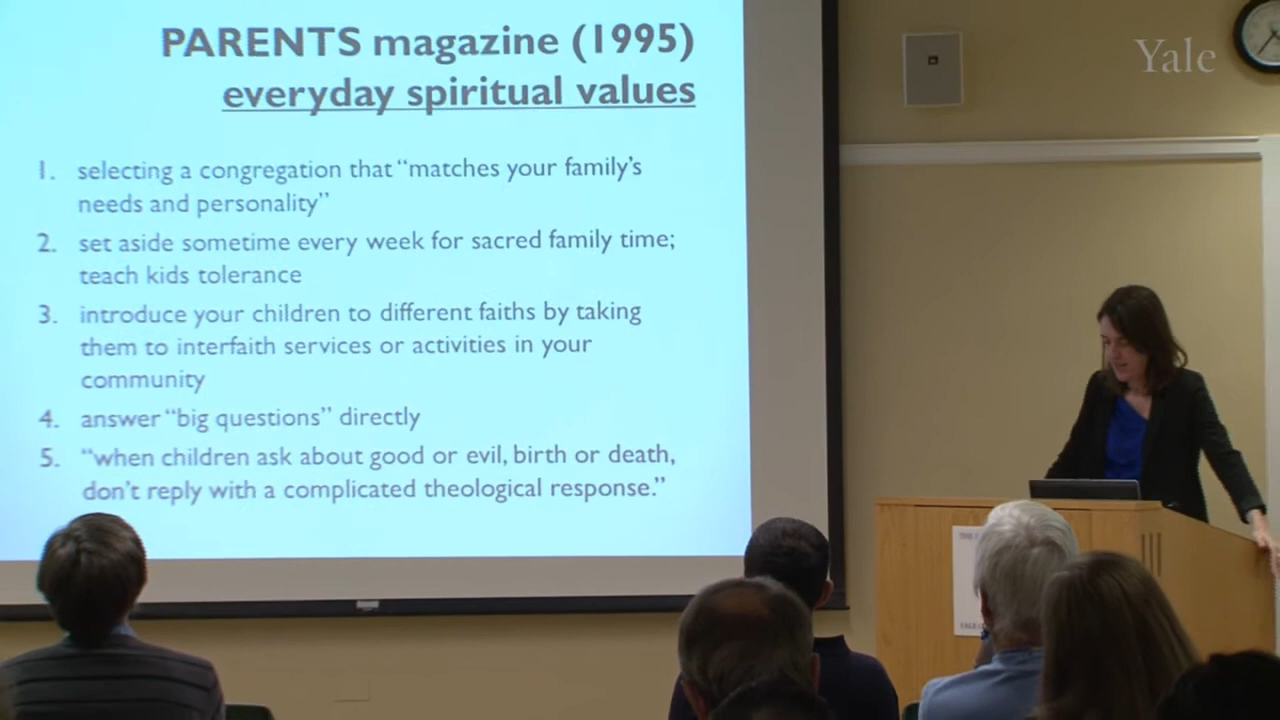 PARENTS magazine (1995)
everyday spiritual values
1. selecting a congregation that “matches your family’s
needs and personality”
2. set aside sometime every week for sacred family time;
teach kids tolerance
3. introduce your children to different faiths by taking
them to interfaith services or activities in your
community
4. answer “big questions” directly
5. “when children ask about good or evil, birth or death,
don’t reply with a complicated theological response.”
Yale